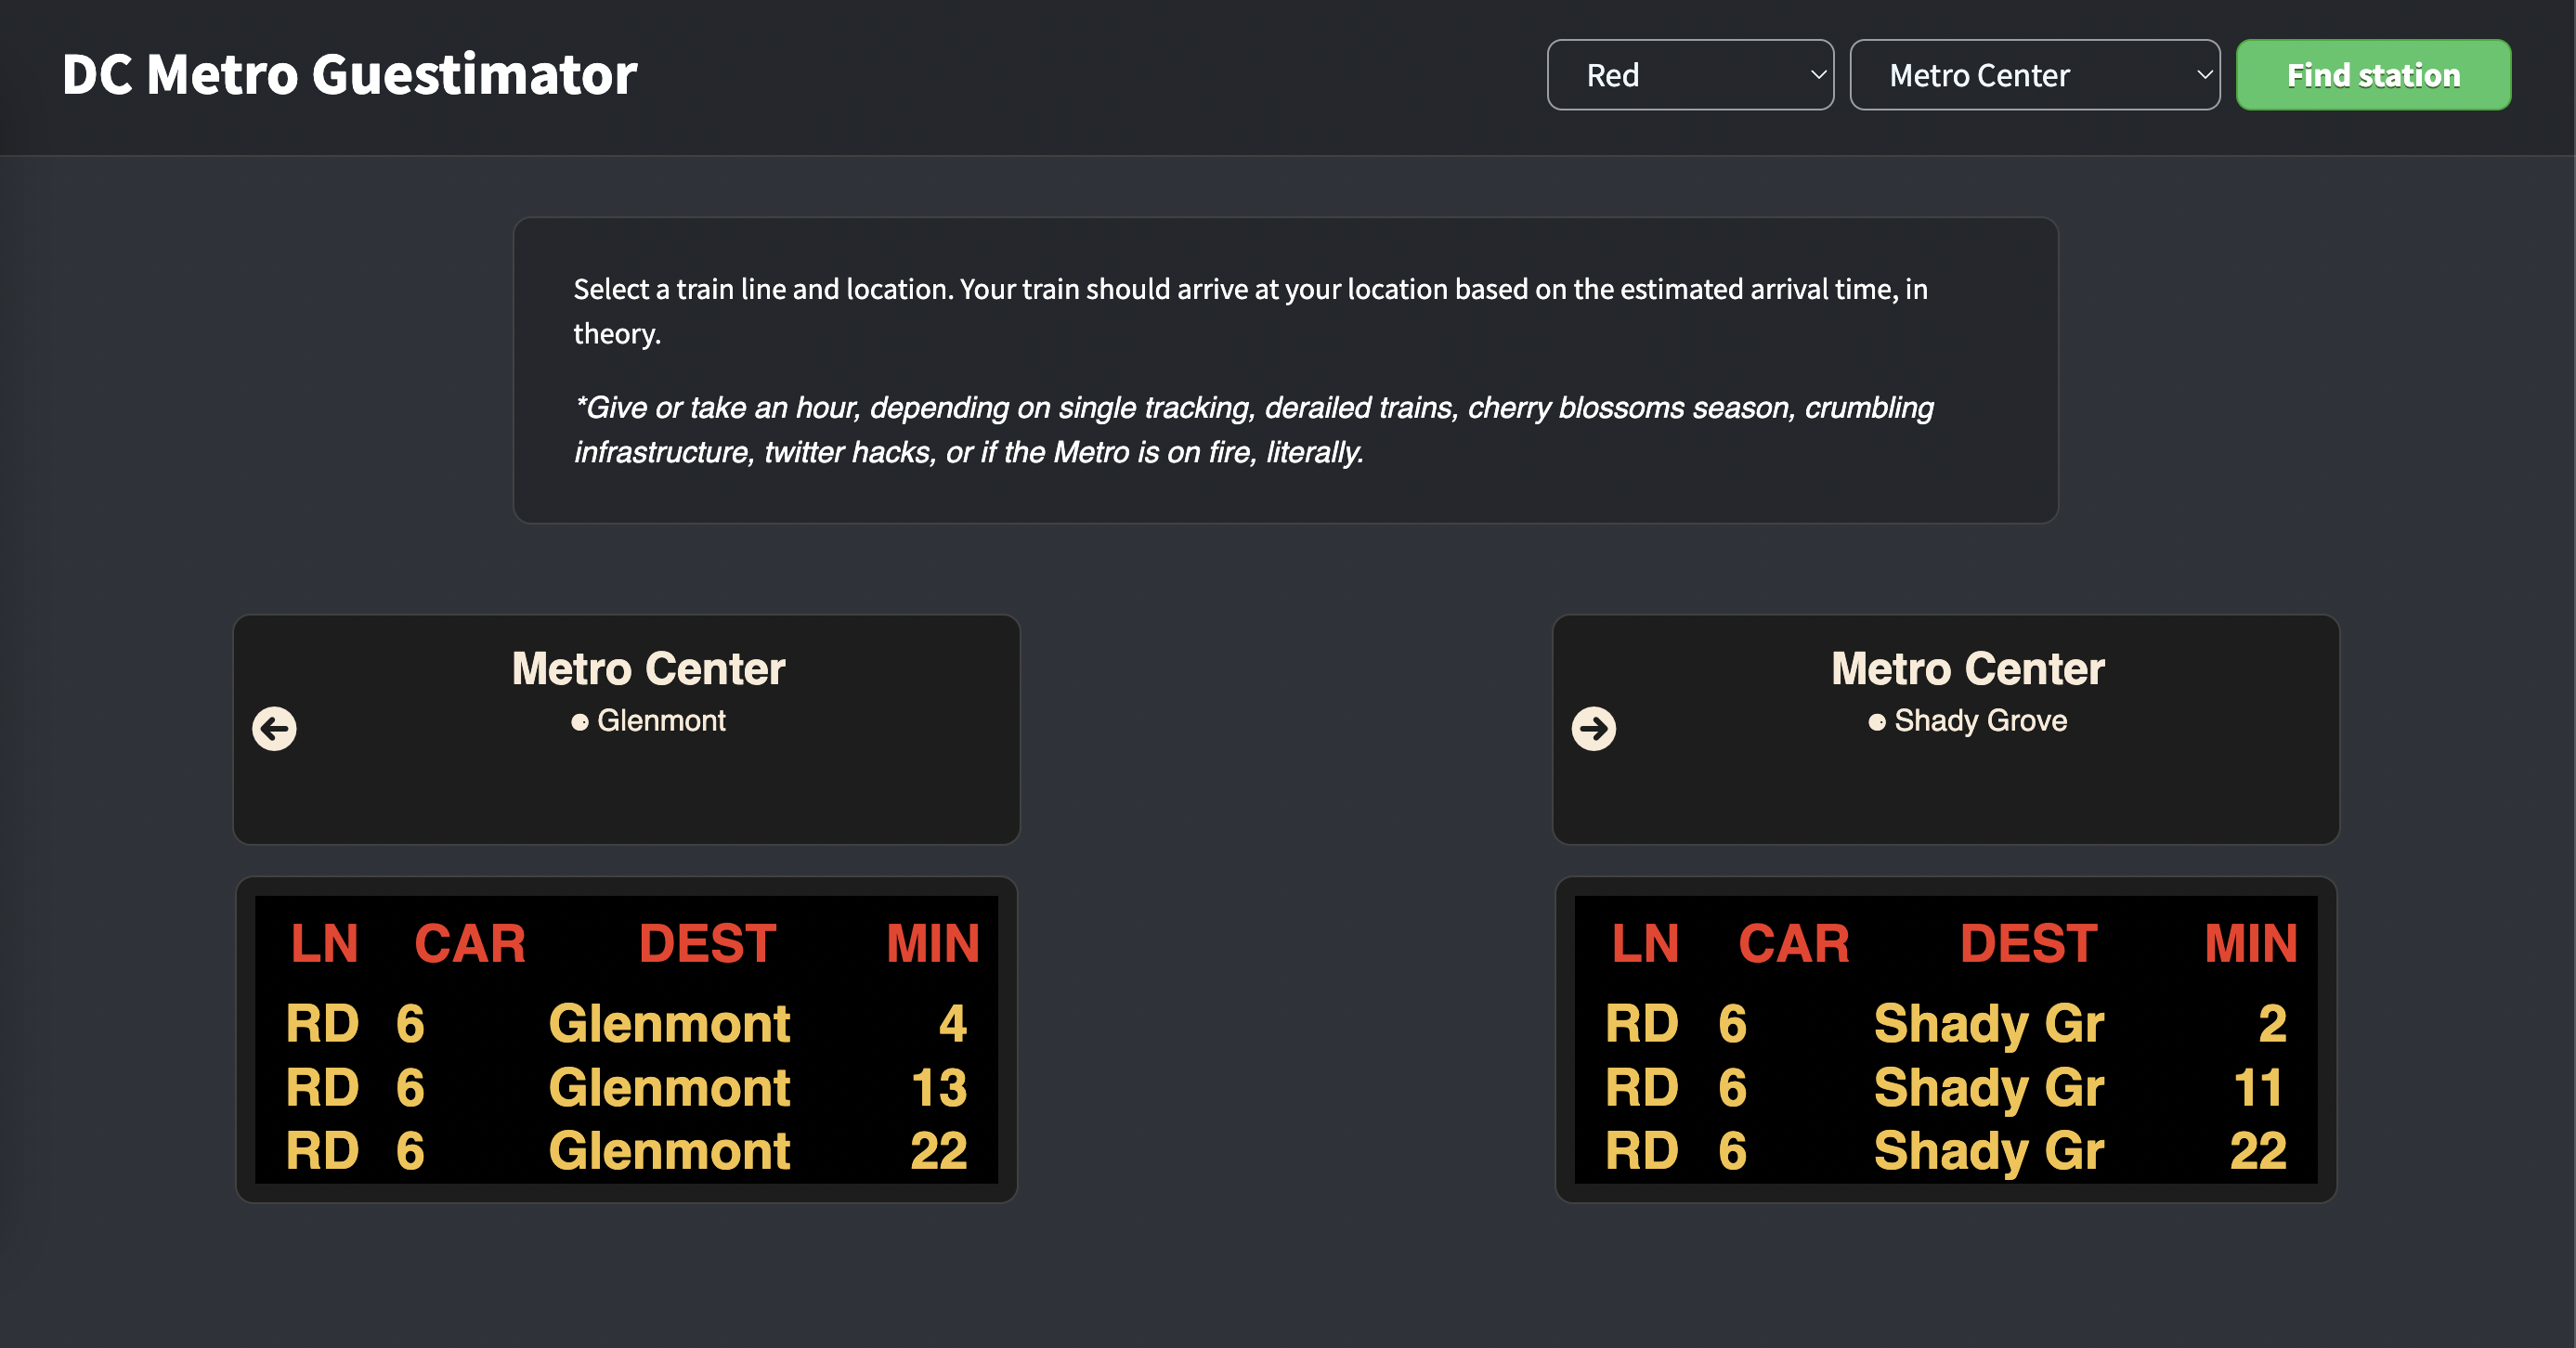 DC Metro Guestimator
Red
Metro Center
Find station
Select a train line and location. Your train should arrive at your location based on the estimated arrival time, in
theory.
*Give or take an hour, depending on single tracking, derailed trains, cherry blossoms season, crumbling
infrastructure, twitter hacks, or if the Metro is on fire, literally.
Metro Center
Glenmont
LN CAR DEST MIN
RD 6 Glenmont 4
RD 6 Glenmont 13
RD 6 Glenmont 22
Metro Center
Shady Grove
LN CAR DEST MIN
RD 6 Shady Gr 2
RD 6 Shady Gr 11
RD 6 Shady Gr 22